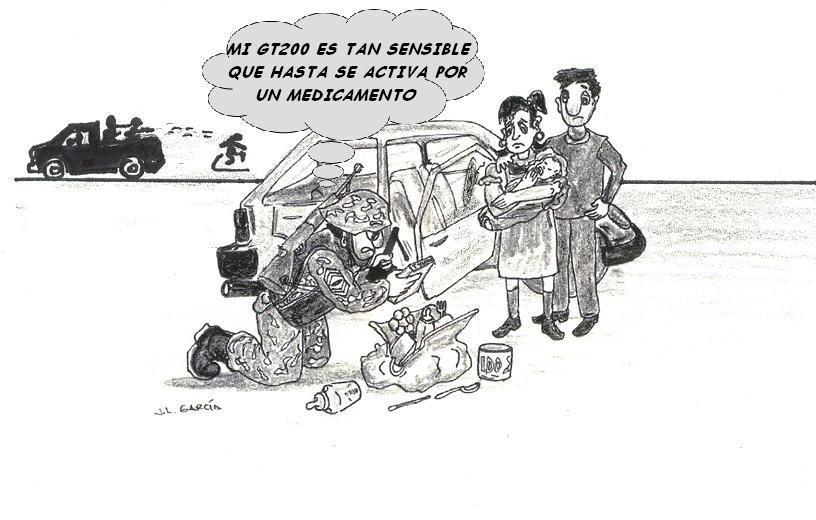 MI GT200 ES TAN SENSIBLE
QUE HASTA SE ACTIVA POR
UN MEDICAMENTO
J.L. GARCÍA